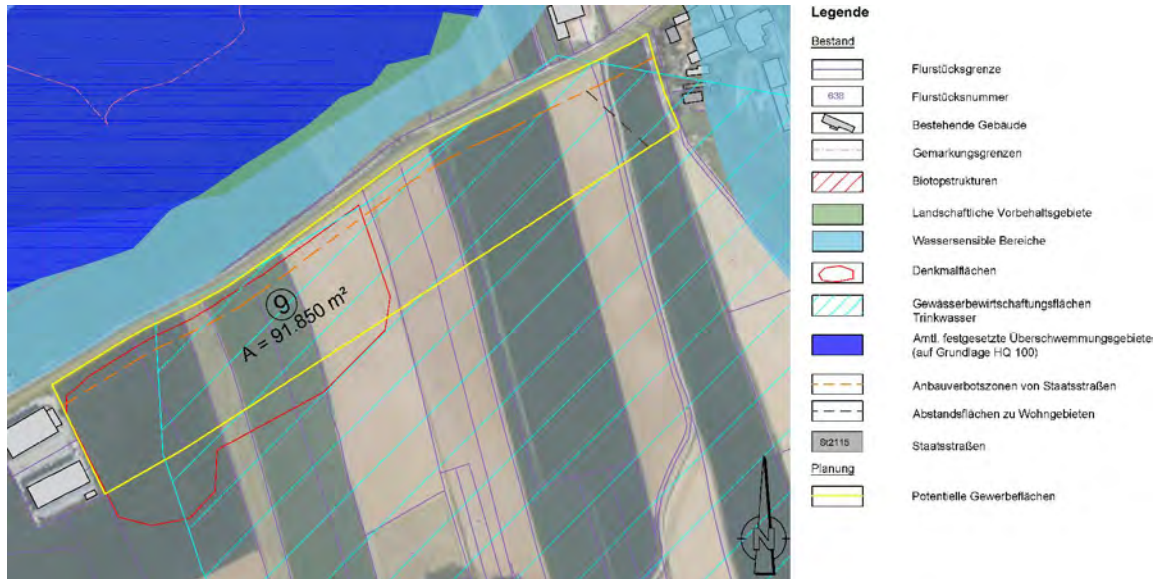 9
A = 91.850 m²
N
Legende
Bestand
Flurstücksgrenze
638
Flurstücksnummer
Bestehende Gebäude
Gemarkungsgrenzen
Biotopstrukturen
Landschaftliche Vorbehaltsgebiete
Wassersensible Bereiche
Denkmalflächen
Gewässerbewirtschaftungsflächen
Trinkwasser
Amtl. festgesetzte Überschwemmungsgebiete
(auf Grundlage HQ 100)
Anbauverbotszonen von Staatsstraßen
Abstandsflächen zu Wohngebieten
St2115
Staatsstraßen
Planung
Potentielle Gewerbeflächen